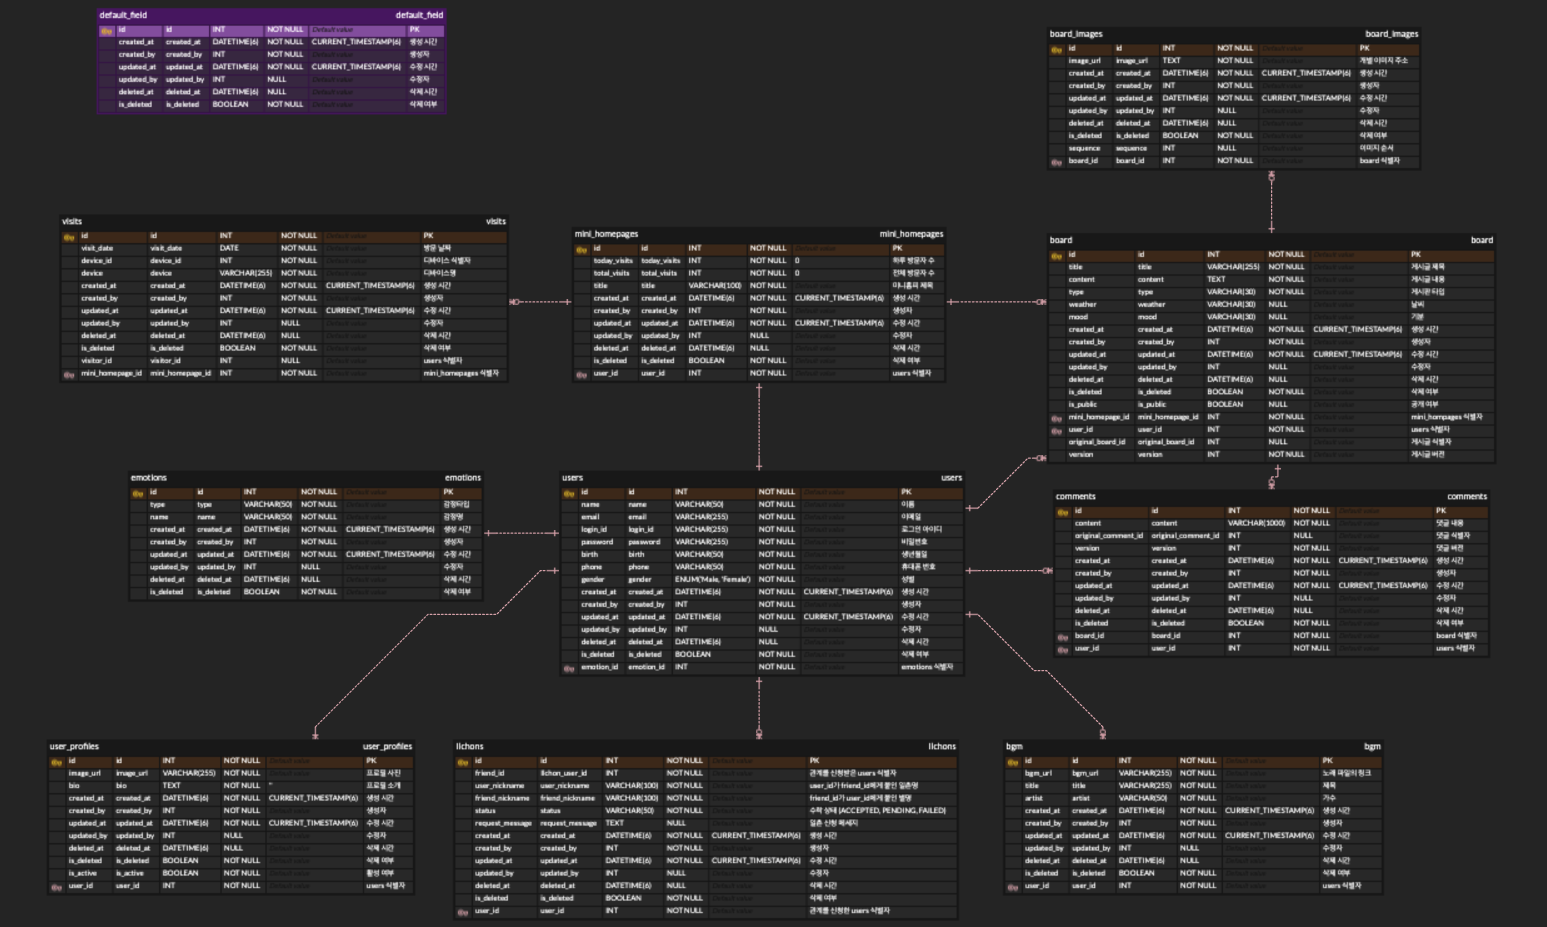 default_field default_field
id id INT NOT NULL Default value PK
created_at created_at DATETIME(6) NOT NULL CURRENT_TIMESTAMP(6) 생성 시간
created_by created_by INT NOT NULL Default value 생성자
updated_at updated_at DATETIME(6) NOT NULL CURRENT_TIMESTAMP(6) 수정 시간
updated_by updated_by INT NULL Default value 수정자
deleted_at deleted_at DATETIME(6) NULL Default value 삭제 시간
is_deleted is_deleted BOOLEAN NOT NULL Default value 삭제 여부
board_images board_images
id id INT NOT NULL Default value PK
image_url image_url TEXT NOT NULL Default value 개별 이미지 주소
created_at created_at DATETIME(6) NOT NULL CURRENT_TIMESTAMP(6) 생성 시간
created_by created_by INT NOT NULL Default value 생성자
updated_at updated_at DATETIME(6) NOT NULL CURRENT_TIMESTAMP(6) 수정 시간
updated_by updated_by INT NULL Default value 수정자
deleted_at deleted_at DATETIME(6) NULL Default value 삭제 시간
is_deleted is_deleted BOOLEAN NOT NULL Default value 삭제 여부
sequence sequence INT NULL Default value 이미지 순서
board_id board_id INT NOT NULL Default value board 식별자
visits visits
id id INT NOT NULL Default value PK
visit_date visit_date DATE NOT NULL Default value 방문 날짜
device_id device_id INT NOT NULL Default value 디바이스 식별자
device device VARCHAR(255) NOT NULL Default value 디바이스명
created_at created_at DATETIME(6) NOT NULL CURRENT_TIMESTAMP(6) 생성 시간
created_by created_by INT NOT NULL Default value 생성자
updated_at updated_at DATETIME(6) NOT NULL CURRENT_TIMESTAMP(6) 수정 시간
updated_by updated_by INT NULL Default value 수정자
deleted_at deleted_at DATETIME(6) NULL Default value 삭제 시간
is_deleted is_deleted BOOLEAN NOT NULL Default value 삭제 여부
visitor_id visitor_id INT NULL Default value users 식별자
mini_homepage_id mini_homepage_id INT NOT NULL Default value mini_homepages 식별자
mini_homepages mini_homepages
id id INT NOT NULL Default value PK
today_visits today_visits INT NOT NULL 0 하루 방문자 수
total_visits total_visits INT NOT NULL 0 전체 방문자 수
title title VARCHAR(100) NOT NULL Default value 미니홈피 제목
created_at created_at DATETIME(6) NOT NULL CURRENT_TIMESTAMP(6) 생성 시간
created_by created_by INT NOT NULL Default value 생성자
updated_at updated_at DATETIME(6) NOT NULL CURRENT_TIMESTAMP(6) 수정 시간
updated_by updated_by INT NULL Default value 수정자
deleted_at deleted_at DATETIME(6) NULL Default value 삭제 시간
is_deleted is_deleted BOOLEAN NOT NULL Default value 삭제 여부
user_id user_id INT NOT NULL Default value users 식별자
board board
id id INT NOT NULL Default value PK
title title VARCHAR(255) NOT NULL Default value 게시글 제목
content content TEXT NOT NULL Default value 게시글 내용
type type VARCHAR(30) NOT NULL Default value 게시판 타입
weather weather VARCHAR(30) NULL Default value 날씨
mood mood VARCHAR(30) NULL Default value 기분
created_at created_at DATETIME(6) NOT NULL CURRENT_TIMESTAMP(6) 생성 시간
created_by created_by INT NOT NULL Default value 생성자
updated_at updated_at DATETIME(6) NOT NULL CURRENT_TIMESTAMP(6) 수정 시간
updated_by updated_by INT NULL Default value 수정자
deleted_at deleted_at DATETIME(6) NULL Default value 삭제 시간
is_deleted is_deleted BOOLEAN NOT NULL Default value 삭제 여부
is_public is_public BOOLEAN NULL Default value 공개 여부
mini_homepage_id mini_homepage_id INT NOT NULL Default value mini_hompages 식별자
user_id user_id INT NOT NULL Default value users 식별자
original_board_id original_board_id INT NULL Default value 게시글 식별자
version version INT NOT NULL Default value 게시글 버전
emotions emotions
id id INT NOT NULL Default value PK
type type VARCHAR(50) NOT NULL Default value 감정타입
name name VARCHAR(50) NOT NULL Default value 감정명
created_at created_at DATETIME(6) NOT NULL CURRENT_TIMESTAMP(6) 생성 시간
created_by created_by INT NOT NULL Default value 생성자
updated_at updated_at DATETIME(6) NOT NULL CURRENT_TIMESTAMP(6) 수정 시간
updated_by updated_by INT NULL Default value 수정자
deleted_at deleted_at DATETIME(6) NULL Default value 삭제 시간
is_deleted is_deleted BOOLEAN NOT NULL Default value 삭제 여부
users users
id id INT NOT NULL Default value PK
name name VARCHAR(50) NOT NULL Default value 이름
email email VARCHAR(255) NOT NULL Default value 이메일
login_id login_id VARCHAR(255) NOT NULL Default value 로그인 아이디
password password VARCHAR(255) NOT NULL Default value 비밀번호
birth birth VARCHAR(50) NOT NULL Default value 생년월일
phone phone VARCHAR(50) NOT NULL Default value 휴대폰 번호
gender gender ENUM('Male, 'Female') NOT NULL Default value 성별
created_at created_at DATETIME(6) NOT NULL CURRENT_TIMESTAMP(6) 생성 시간
created_by created_by INT NOT NULL Default value 생성자
updated_at updated_at DATETIME(6) NOT NULL CURRENT_TIMESTAMP(6) 수정 시간
updated_by updated_by INT NULL Default value 수정자
deleted_at deleted_at DATETIME(6) NULL Default value 삭제 시간
is_deleted is_deleted BOOLEAN NOT NULL Default value 삭제 여부
emotion_id emotion_id INT NOT NULL Default value emotions 식별자
comments comments
id id INT NOT NULL Default value PK
content content VARCHAR(1000) NOT NULL Default value 댓글 내용
original_comment_id original_comment_id INT NULL Default value 댓글 식별자
version version INT NOT NULL Default value 댓글 버전
created_at created_at DATETIME(6) NOT NULL CURRENT_TIMESTAMP(6) 생성 시간
created_by created_by INT NOT NULL Default value 생성자
updated_at updated_at DATETIME(6) NOT NULL CURRENT_TIMESTAMP(6) 수정 시간
updated_by updated_by INT NULL Default value 수정자
deleted_at deleted_at DATETIME(6) NULL Default value 삭제 시간
is_deleted is_deleted BOOLEAN NOT NULL Default value 삭제 여부
board_id board_id INT NOT NULL Default value board 식별자
user_id user_id INT NOT NULL Default value users 식별자
user_profiles user_profiles
id id INT NOT NULL Default value PK
image_url image_url VARCHAR(255) NOT NULL Default value 프로필 사진
bio bio TEXT NOT NULL '' 프로필 소개
created_at created_at DATETIME(6) NOT NULL CURRENT_TIMESTAMP(6) 생성 시간
created_by created_by INT NOT NULL Default value 생성자
updated_at updated_at DATETIME(6) NOT NULL CURRENT_TIMESTAMP(6) 수정 시간
updated_by updated_by INT NULL Default value 수정자
deleted_at deleted_at DATETIME(6) NULL Default value 삭제 시간
is_deleted is_deleted BOOLEAN NOT NULL Default value 삭제 여부
is_active is_active BOOLEAN NOT NULL Default value 활성 여부
user_id user_id INT NOT NULL Default value users 식별자
ilchons ilchons
id id INT NOT NULL Default value PK
friend_id ilchon_user_id INT NOT NULL Default value 관계를 신청받은 users 식별자
user_nickname user_nickname VARCHAR(100) NOT NULL Default value user_id가 friend_id에게 붙인 일촌명
friend_nickname friend_nickname VARCHAR(100) NOT NULL Default value friend_id가 user_id에게 붙인 별명
status status VARCHAR(50) NOT NULL Default value 수락 상태 (ACCEPTED, PENDING, FAILED)
request_message request_message TEXT NULL Default value 일촌 신청 메세지
created_at created_at DATETIME(6) NOT NULL CURRENT_TIMESTAMP(6) 생성 시간
created_by created_by INT NOT NULL Default value 생성자
updated_at updated_at DATETIME(6) NOT NULL CURRENT_TIMESTAMP(6) 수정 시간
updated_by updated_by INT NULL Default value 수정자
deleted_at deleted_at DATETIME(6) NULL Default value 삭제 시간
is_deleted is_deleted BOOLEAN NOT NULL Default value 삭제 여부
user_id user_id INT NOT NULL Default value 관계를 신청한 users 식별자
bgm bgm
id id INT NOT NULL Default value PK
bgm_url bgm_url VARCHAR(255) NOT NULL Default value 노래 파일의 링크
title title VARCHAR(255) NOT NULL Default value 제목
artist artist VARCHAR(50) NOT NULL Default value 가수
created_at created_at DATETIME(6) NOT NULL CURRENT_TIMESTAMP(6) 생성 시간
created_by created_by INT NOT NULL Default value 생성자
updated_at updated_at DATETIME(6) NOT NULL CURRENT_TIMESTAMP(6) 수정 시간
updated_by updated_by INT NULL Default value 수정자
deleted_at deleted_at DATETIME(6) NULL Default value 삭제 시간
is_deleted is_deleted BOOLEAN NOT NULL Default value 삭제 여부
user_id user_id INT NOT NULL Default value users 식별자